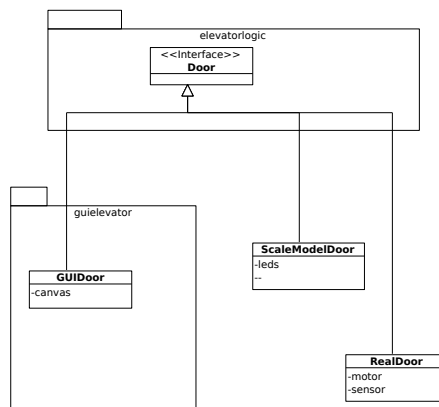 elevatorlogic
<<Interface>>
Door
guielevator
ScaleModelDoor
-leds
--
GUIDoor
-canvas
RealDoor
-motor
-sensor